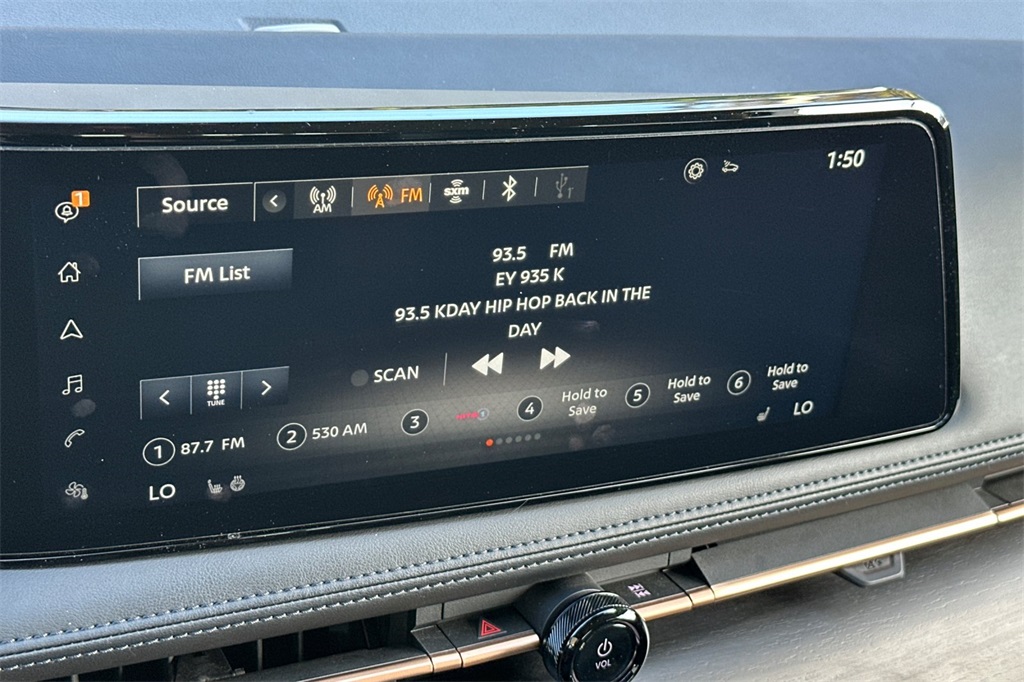 1
1:50
Source
AM
FM
sxm
FM List
93.5 FM
EY 935 K
93.5 KDAY HIP HOP BACK IN THE
DAY
SCAN
TUNE
1 87.7 FM
2 530 AM
3
4 Hold to
Save
5 Hold to
Save
6 Hold to
Save
LO
LO
VOL